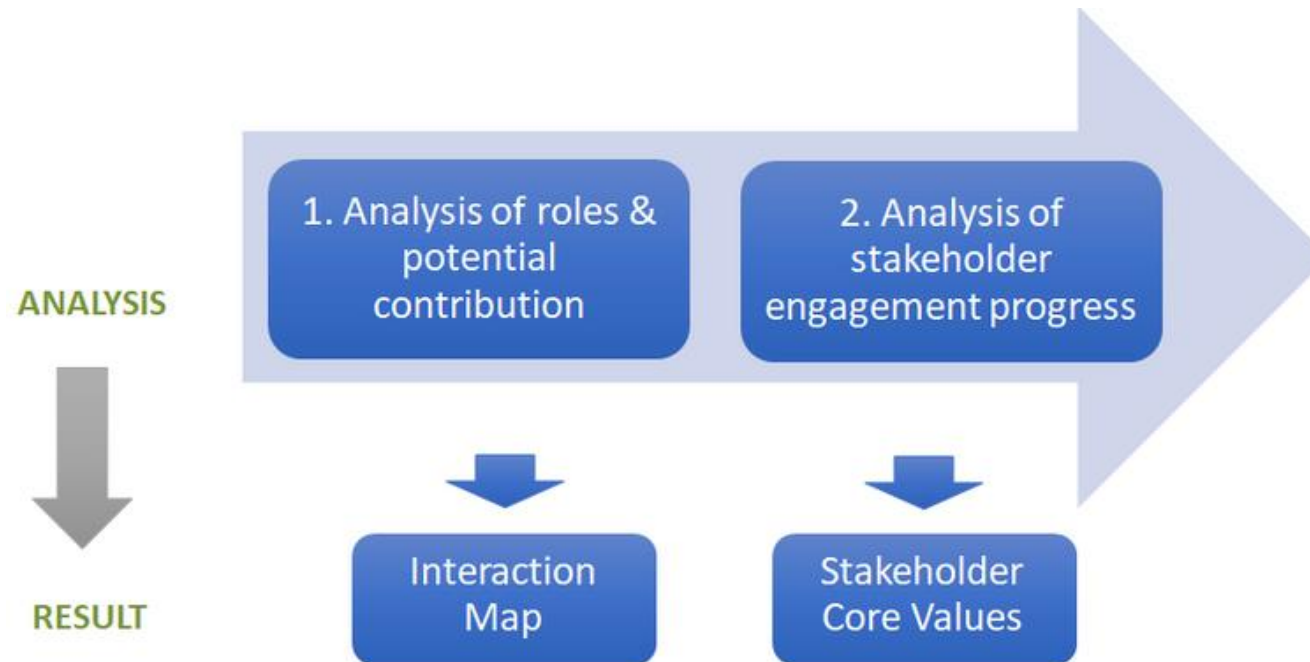 1. Analysis of roles &
potential
contribution
2. Analysis of
stakeholder
engagement progress
ANALYSIS
Interaction
Map
Stakeholder
Core Values
RESULT